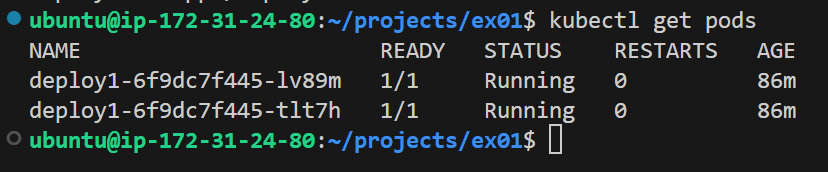 ubuntu@ip-172-31-24-80:~/projects/ex01$ kubectl get pods
NAME READY STATUS RESTARTS AGE
deploy1-6f9dc7f445-lv89m 1/1 Running 0 86m
deploy1-6f9dc7f445-tlt7h 1/1 Running 0 86m
ubuntu@ip-172-31-24-80:~/projects/ex01$